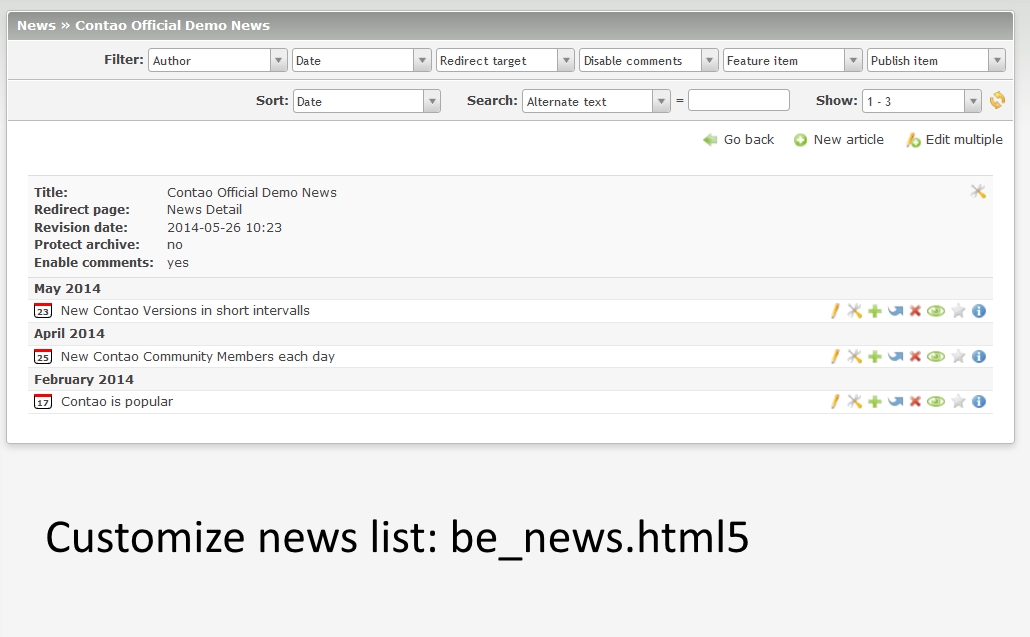 News » Contao Official Demo News
Filter: Author Date Redirect target Disable comments Feature item Publish item
Sort: Date Search: Alternate text = Show: 1 - 3
Go back New article Edit multiple
Title: Contao Official Demo News
Redirect page: News Detail
Revision date: 2014-05-26 10:23
Protect archive: no
Enable comments: yes
May 2014
23 New Contao Versions in short intervalls
April 2014
25 New Contao Community Members each day
February 2014
17 Contao is popular
Customize news list: be_news.html5